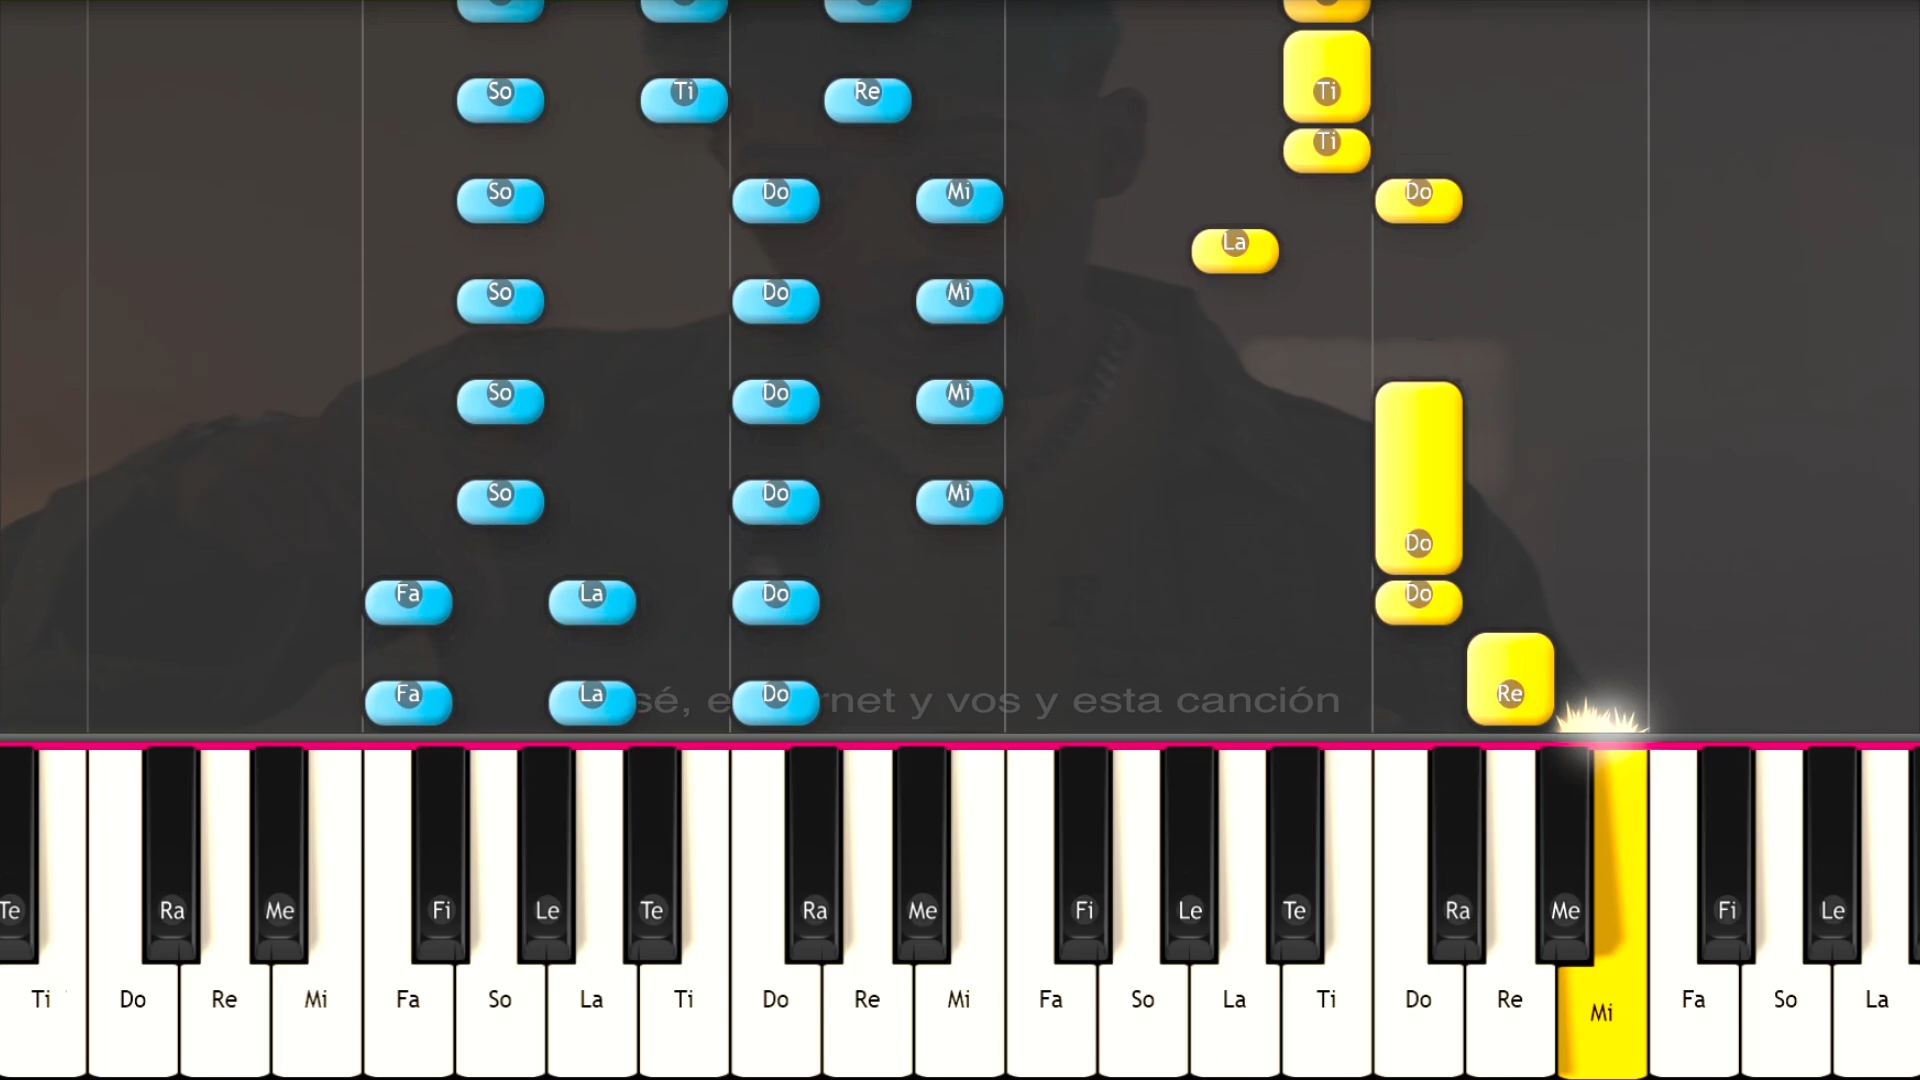 So Ti Re Ti
Ti
So Do Mi Do
La
So Do Mi
So Do Mi
So Do Mi
Do
Fa La Do Do
Fa La Do Re
sé, e rnet y vos y esta canción
Te Ra Me Fi Le Te Ra Me Fi Le Te Ra Me Fi Le
Ti Do Re Mi Fa So La Ti Do Re Mi Fa So La Ti Do Re Mi Fa So La